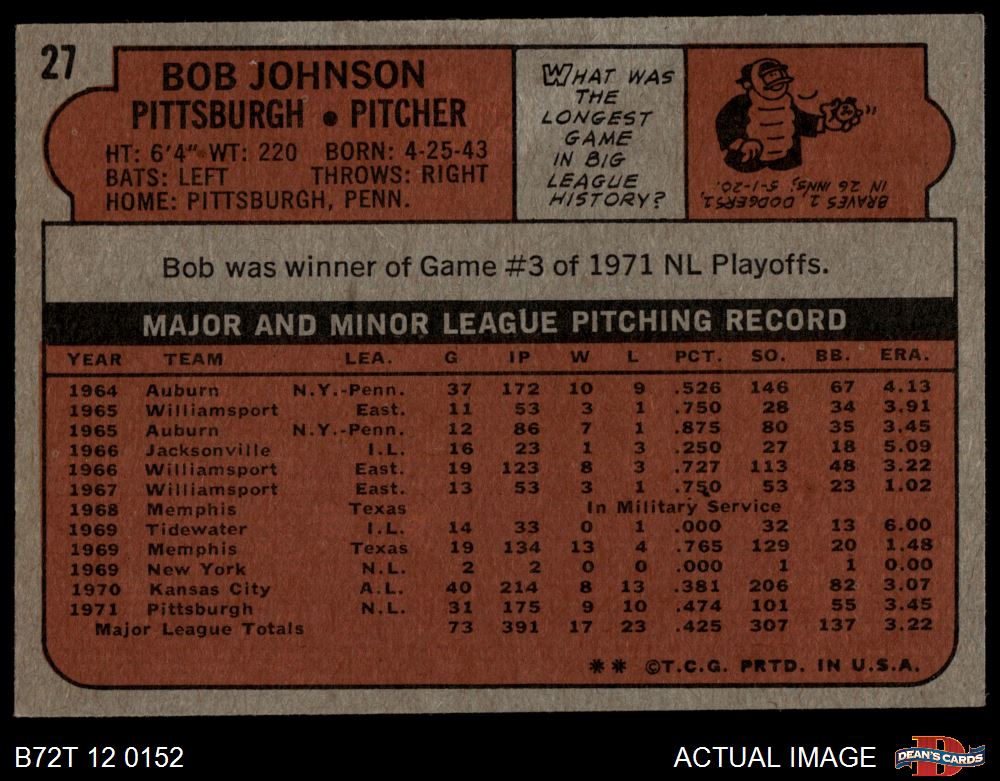 27
BOB JOHNSON
PITTSBURGH • PITCHER
HT: 6'4" WT: 220 BORN: 4-25-43
BATS: LEFT THROWS: RIGHT
HOME: PITTSBURGH, PENN.
WHAT WAS
THE
LONGEST
GAME
IN BIG
LEAGUE
HISTORY?
BRAVES 1, DODGERS 1,
IN 26 INNS; 5-1-20.
Bob was winner of Game #3 of 1971 NL Playoffs.
MAJOR AND MINOR LEAGUE PITCHING RECORD
YEAR TEAM LEA. G IP W L PCT. SO. BB. ERA.
1964 Auburn N.Y.-Penn. 37 172 10 9 .526 146 67 4.13
1965 Williamsport East. 11 53 3 1 .750 28 34 3.91
1965 Auburn N.Y.-Penn. 12 86 7 1 .875 80 35 3.45
1966 Jacksonville I.L. 16 23 1 3 .250 27 18 5.09
1966 Williamsport East. 19 123 8 3 .727 113 48 3.22
1967 Williamsport East. 13 53 3 1 .750 53 23 1.02
1968 Memphis Texas In Military Service
1969 Tidewater I.L. 14 33 0 1 .000 32 13 6.00
1969 Memphis Texas 19 134 13 4 .765 129 20 1.48
1969 New York N.L. 2 2 0 0 .000 1 1 0.00
1970 Kansas City A.L. 40 214 8 13 .381 206 82 3.07
1971 Pittsburgh N.L. 31 175 9 10 .474 101 55 3.45
Major League Totals 73 391 17 23 .425 307 137 3.22
** ©T.C.G. PRTD. IN U.S.A.
B72T 12 0152
ACTUAL IMAGE
D
DEAN'S CARDS